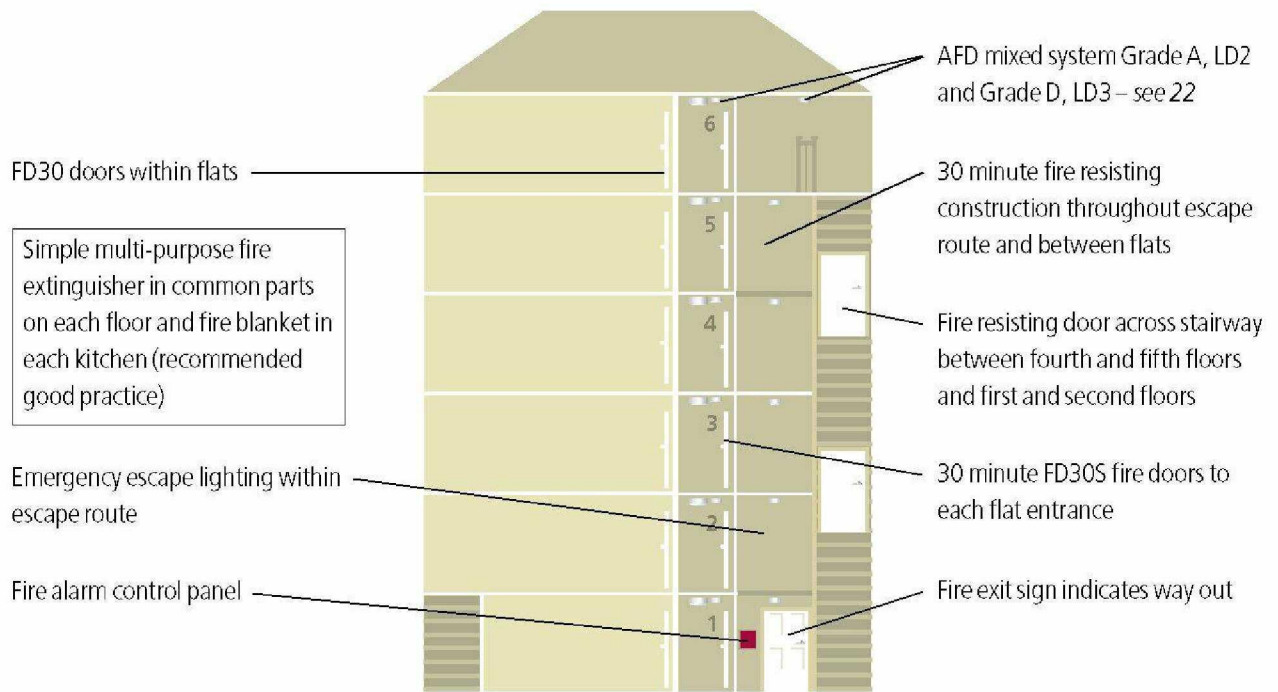 AFD mixed system Grade A, LD2
and Grade D, LD3 – see 22
FD30 doors within flats
30 minute fire resisting
construction throughout escape
route and between flats
Simple multi-purpose fire
extinguisher in common parts
on each floor and fire blanket in
each kitchen (recommended
good practice)
Fire resisting door across stairway
between fourth and fifth floors
and first and second floors
Emergency escape lighting within
escape route
30 minute FD30S fire doors to
each flat entrance
Fire alarm control panel
Fire exit sign indicates way out
6
5
4
3
2
1